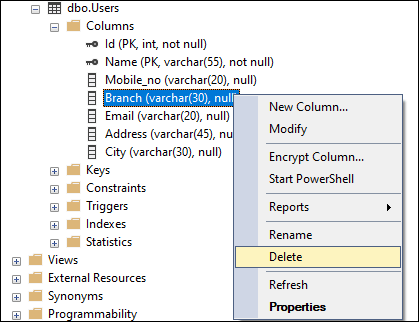 dbo.Users
Columns
Id (PK, int, not null)
Name (PK, varchar(55), not null)
Mobile_no (varchar(20), null)
Branch (varchar(30), null)
Email (varchar(20), null)
Address (varchar(45), null)
City (varchar(30), null)
Keys
Constraints
Triggers
Indexes
Statistics
Views
External Resources
Synonyms
Programmability
New Column...
Modify
Encrypt Column...
Start PowerShell
Reports
Rename
Delete
Refresh
Properties